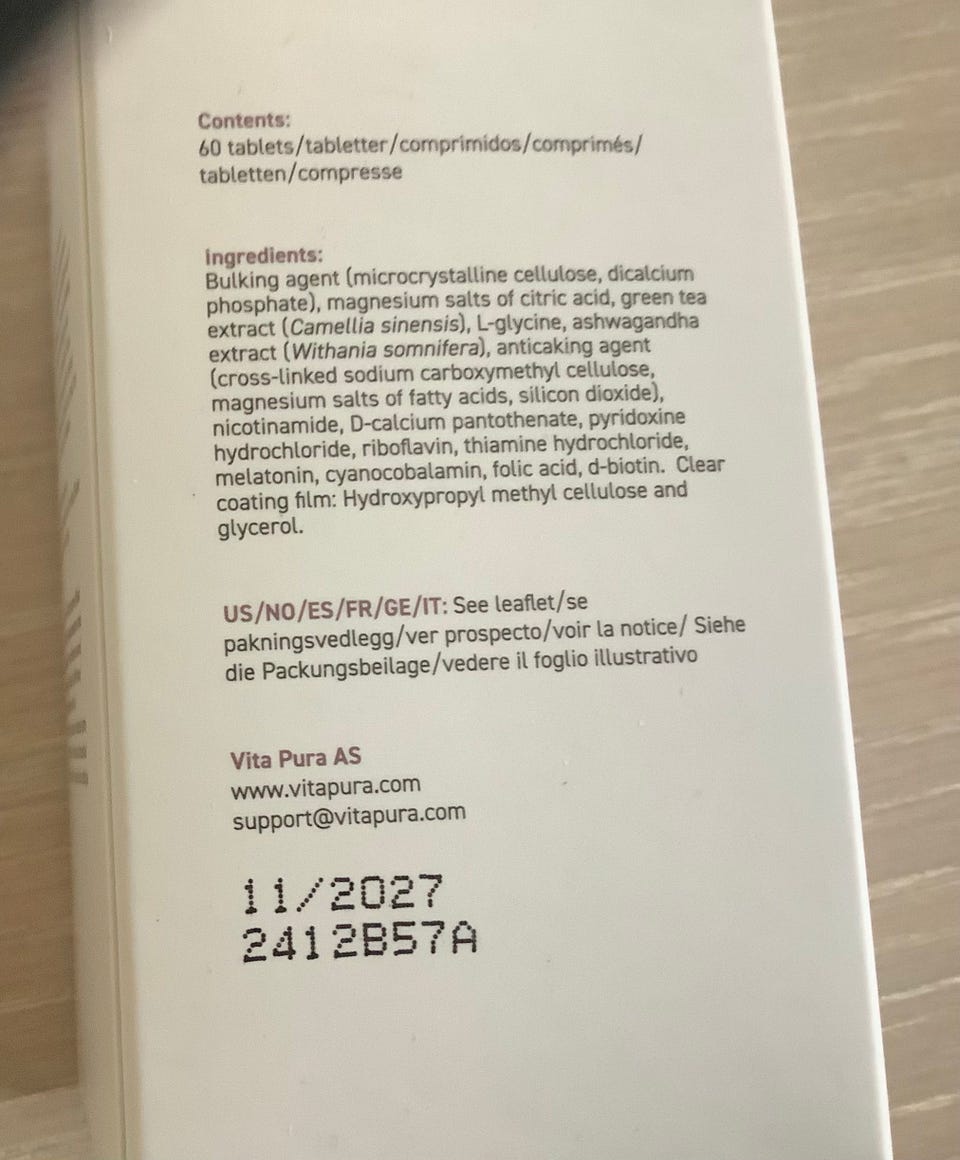 Contents:
60 tablets/tabletter/comprimidos/comprimés/
tabletten/compresse
Ingredients:
Bulking agent (microcrystalline cellulose, dicalcium
phosphate), magnesium salts of citric acid, green tea
extract (Camellia sinensis), L-glycine, ashwagandha
extract (Withania somnifera), anticaking agent
(cross-linked sodium carboxymethyl cellulose,
magnesium salts of fatty acids, silicon dioxide),
nicotinamide, D-calcium pantothenate, pyridoxine
hydrochloride, riboflavin, thiamine hydrochloride,
melatonin, cyanocobalamin, folic acid, d-biotin.  Clear
coating film: Hydroxypropyl methyl cellulose and
glycerol.
US/NO/ES/FR/GE/IT: See leaflet/se
pakningsvedlegg/ver prospecto/voir la notice/ Siehe
die Packungsbeilage/vedere il foglio illustrativo
Vita Pura AS
www.vitapura.com
support@vitapura.com
11/2027
2412B57A